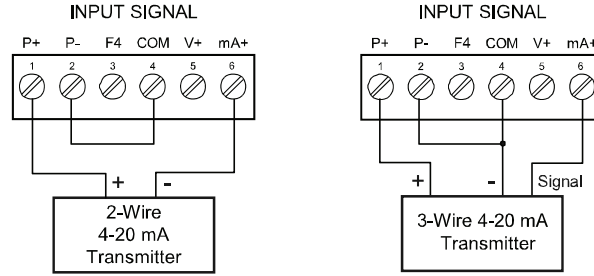 INPUT SIGNAL
P+ P- F4 COM V+ mA+
1 2 3 4 5 6
+ -
2-Wire
4-20 mA
Transmitter
INPUT SIGNAL
P+ P- F4 COM V+ mA+
1 2 3 4 5 6
+ - Signal
3-Wire 4-20 mA
Transmitter